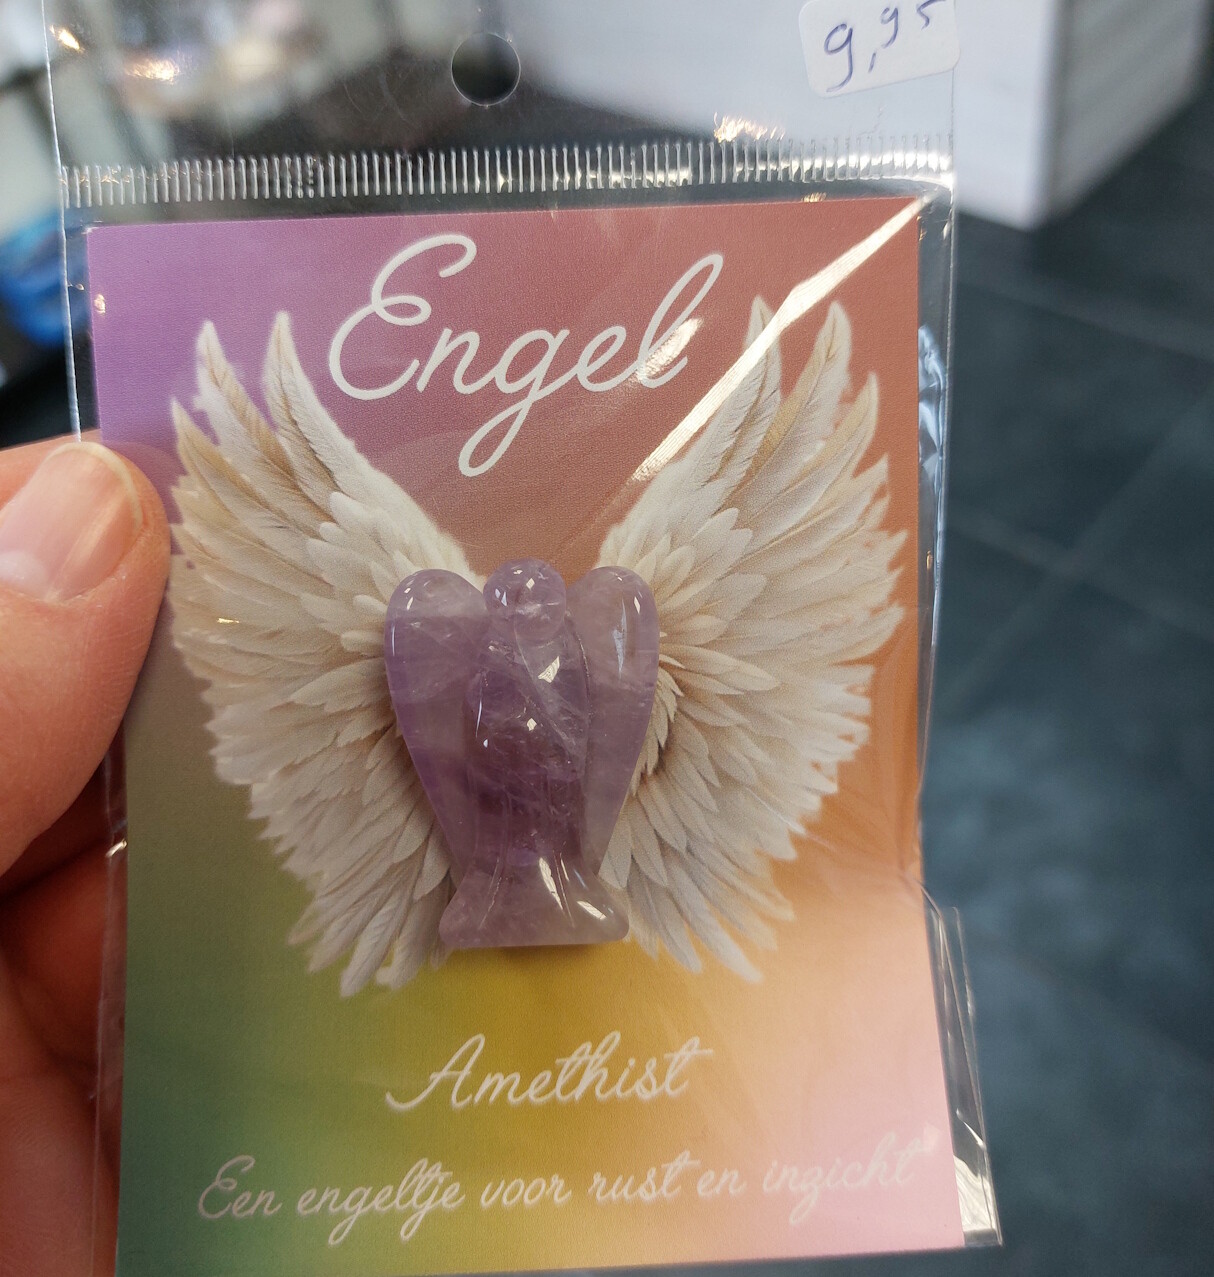 9,95
Engel
Amethist
Een engeltje voor rust en inzicht